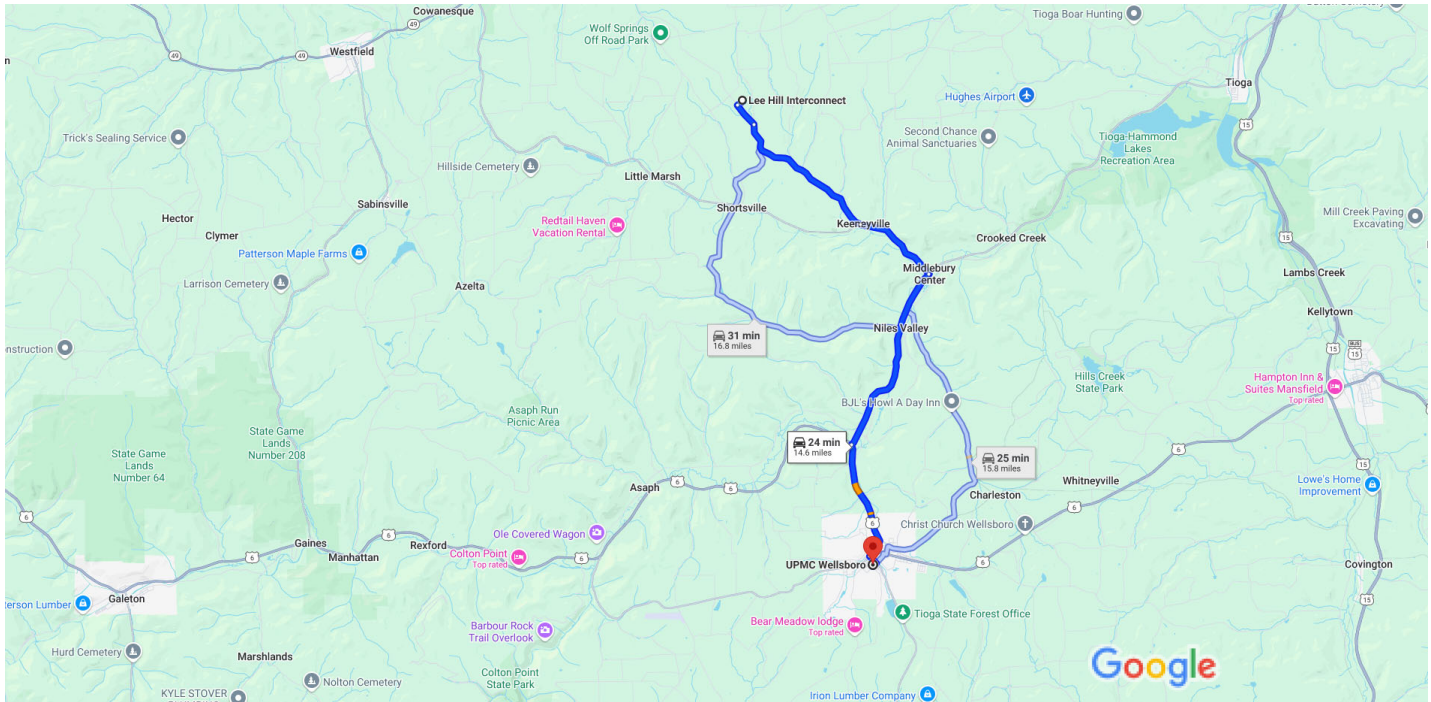 Cowanesque
49
Westfield
49
49
Wolf Springs
Off Road Park
Tioga Boar Hunting
Tioga
15
Lee Hill Interconnect
Hughes Airport
Trick's Sealing Service
Second Chance
Animal Sanctuaries
Tioga-Hammond
Lakes
Recreation Area
Hillside Cemetery
Little Marsh
Sabinsville
Shortsville
Hector
Redtail Haven
Vacation Rental
Keeneyville
Mill Creek Paving
Excavating
Clymer
Crooked Creek
15
Patterson Maple Farms
Middlebury
Center
Lambs Creek
Larrison Cemetery
Azelta
Kellytown
31 min
16.8 miles
Niles Valley
onstruction
15
BUS
15
Hills Creek
State Park
Hampton Inn &
Suites Mansfield
Top rated
BJL's Howl A Day Inn
Asaph Run
Picnic Area
State Game
Lands
Number 208
State Game
Lands
Number 64
24 min
14.6 miles
6
25 min
15.8 miles
Asaph
6
6
Charleston
Whitneyville
Lowe's Home
Improvement
6
6
6
Christ Church Wellsboro
Ole Covered Wagon
Gaines
Manhattan
Rexford
Colton Point
Top rated
6
6
6
6
UPMC Wellsboro
Covington
terson Lumber
Galeton
15
Tioga State Forest Office
Bear Meadow lodge
Top rated
Barbour Rock
Trail Overlook
Hurd Cemetery
Marshlands
Colton Point
State Park
Nolton Cemetery
Google
KYLE STOVER
Irion Lumber Company